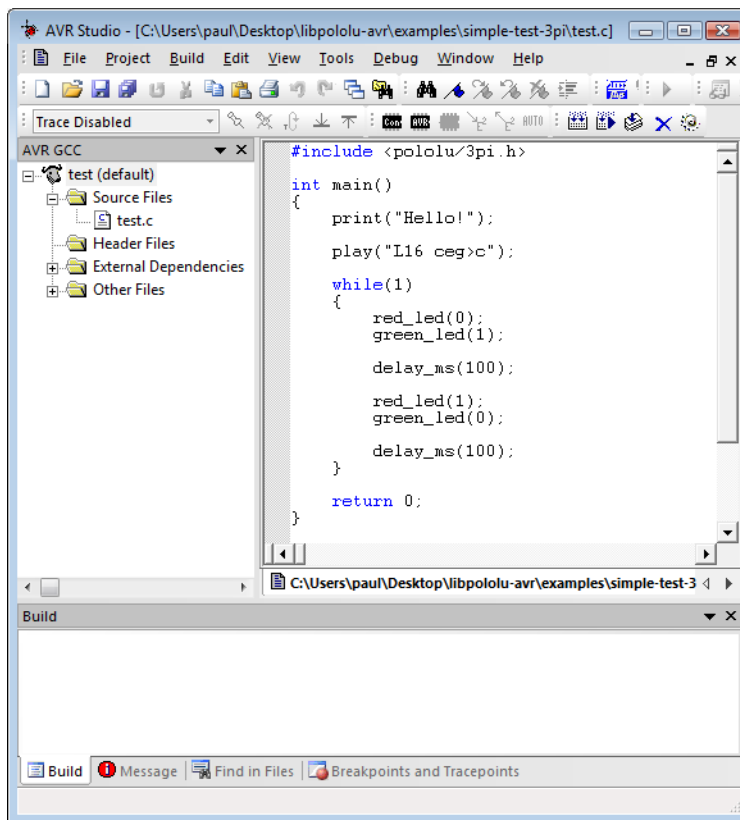 AVR Studio - [C:\Users\paul\Desktop\libpololu-avr\examples\simple-test-3pi\test.c]
File Project Build Edit View Tools Debug Window Help
Trace Disabled
Con AVR AUTO
AVR GCC
test (default)
Source Files
test.c
Header Files
External Dependencies
Other Files
#include <pololu/3pi.h>
int main()
{
print("Hello!");
play("L16 ceg>c");
while(1)
{
red_led(0);
green_led(1);
delay_ms(100);
red_led(1);
green_led(0);
delay_ms(100);
}
return 0;
}
C:\Users\paul\Desktop\libpololu-avr\examples\simple-test-3
Build
Build Message Find in Files Breakpoints and Tracepoints